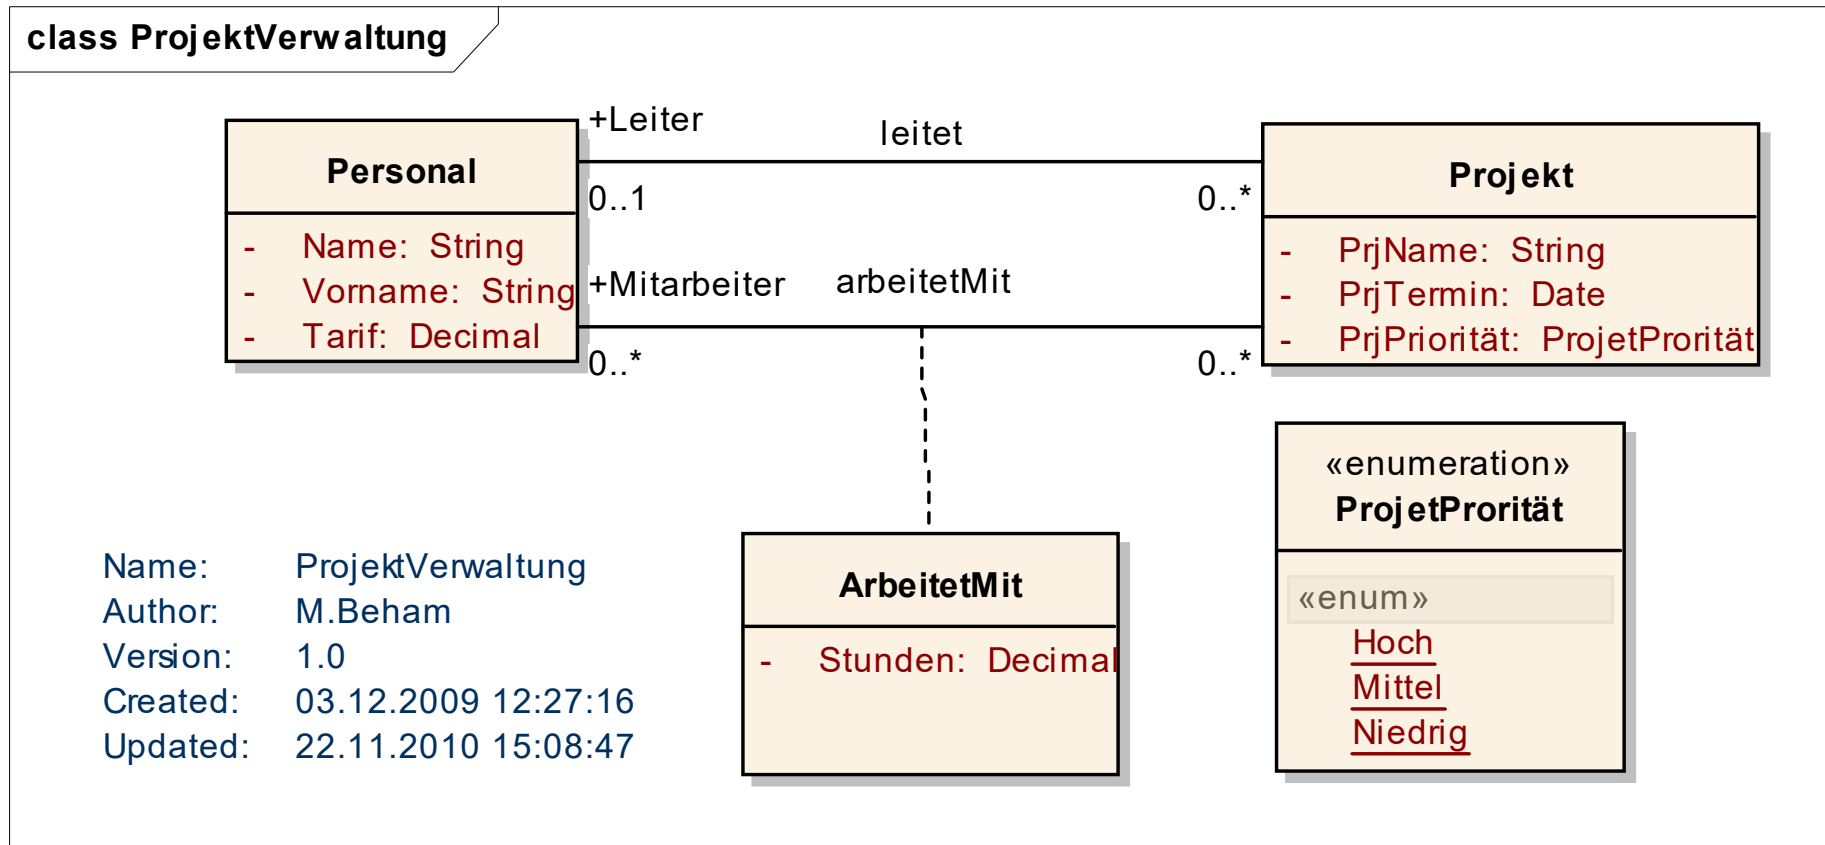 class ProjektVerwaltung
+Leiter
leitet
Personal
Projekt
0..1
0..*
- Name: String
- Vorname: String
- Tarif: Decimal
- PrjName: String
- PrjTermin: Date
- PrjPriorität: ProjetProrität
+Mitarbeiter
arbeitetMit
0..*
0..*
«enumeration»
ProjetProrität
«enum»
Hoch
Mittel
Niedrig
ArbeitetMit
- Stunden: Decimal
Name: ProjektVerwaltung
Author: M.Beham
Version: 1.0
Created: 03.12.2009 12:27:16
Updated: 22.11.2010 15:08:47